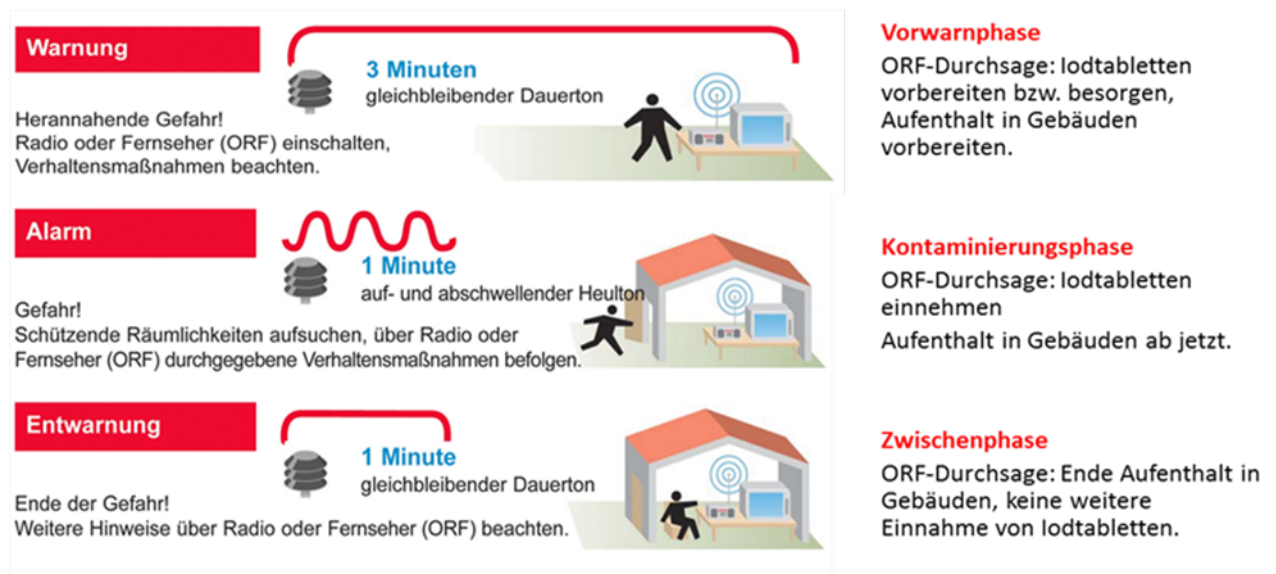 Warnung
3 Minuten
gleichbleibender Dauerton
Herannahende Gefahr!
Radio oder Fernseher (ORF) einschalten,
Verhaltensmaßnahmen beachten.
Vorwarnphase
ORF-Durchsage: Iodtabletten
vorbereiten bzw. besorgen,
Aufenthalt in Gebäuden
vorbereiten.
Alarm
1 Minute
auf- und abschwellender Heulton
Gefahr!
Schützende Räumlichkeiten aufsuchen, über Radio oder
Fernseher (ORF) durchgegebene Verhaltensmaßnahmen befolgen.
Kontaminierungsphase
ORF-Durchsage: Iodtabletten
einnehmen
Aufenthalt in Gebäuden ab jetzt.
Entwarnung
1 Minute
gleichbleibender Dauerton
Ende der Gefahr!
Weitere Hinweise über Radio oder Fernseher (ORF) beachten.
Zwischenphase
ORF-Durchsage: Ende Aufenthalt in
Gebäuden, keine weitere
Einnahme von Iodtabletten.